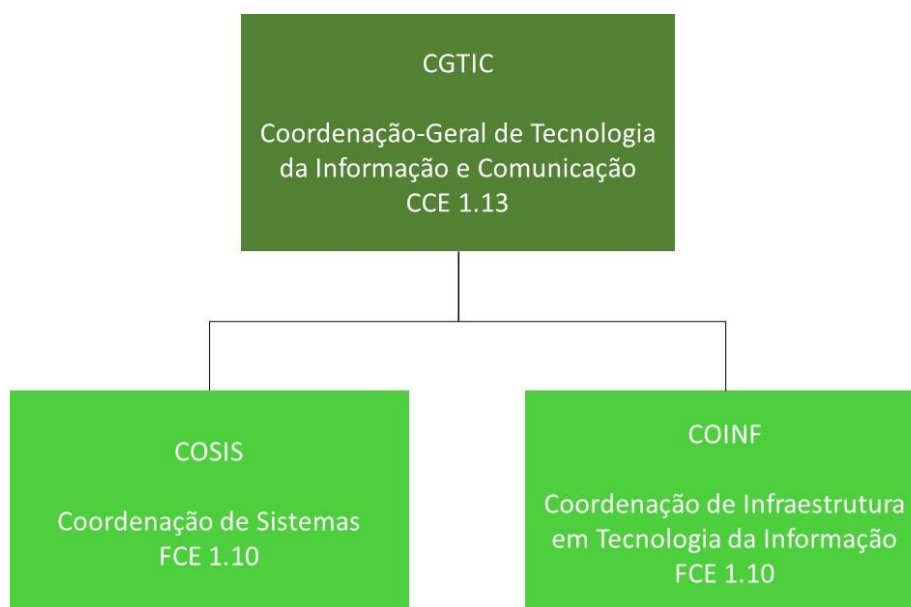 CGTIC
Coordenação-Geral de Tecnologia
da Informação e Comunicação
CCE 1.13
COSIS
Coordenação de Sistemas
FCE 1.10
COINF
Coordenação de Infraestrutura
em Tecnologia da Informação
FCE 1.10